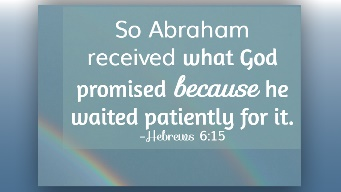 So Abraham
received what God
promised because he
waited patiently for it.
-Hebrews 6:15